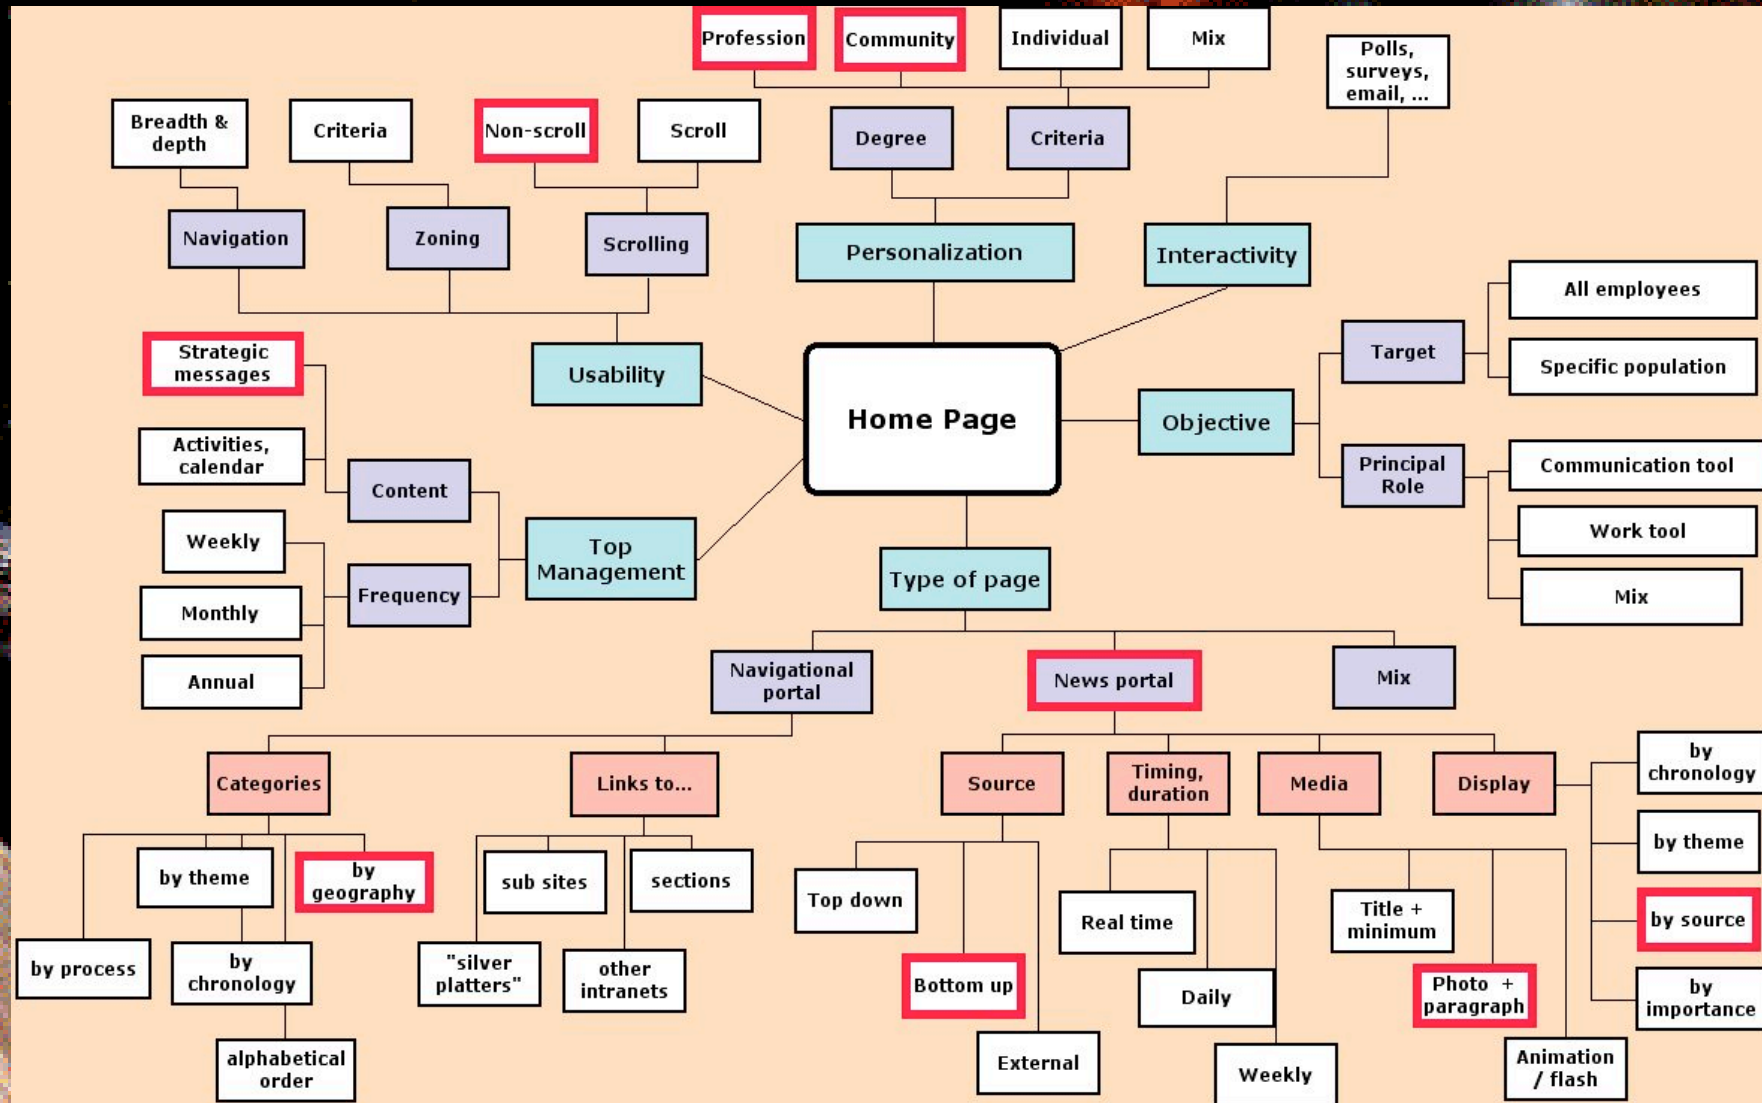 Profession
Community
Individual
Mix
Polls,
surveys,
email, ...
Breadth &
depth
Criteria
Non-scroll
Scroll
Degree
Criteria
Navigation
Zoning
Scrolling
Personalization
Interactivity
All employees
Target
Specific population
Strategic
messages
Usability
Home Page
Objective
Activities,
calendar
Content
Principal
Role
Communication tool
Work tool
Mix
Weekly
Monthly
Annual
Frequency
Top
Management
Type of page
Navigational
portal
News portal
Mix
Categories
Links to...
Source
Timing,
duration
Media
Display
by
chronology
by theme
by source
by
importance
by theme
by
geography
by process
by
chronology
alphabetical
order
sub sites
sections
"silver
platters"
other
intranets
Top down
Bottom up
External
Real time
Daily
Weekly
Title +
minimum
Photo +
paragraph
Animation
/ flash